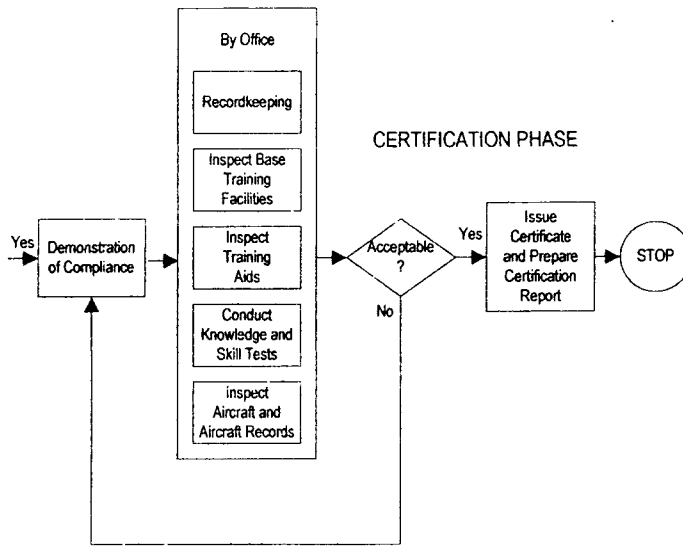 By Office
Recordkeeping
CERTIFICATION PHASE
Inspect Base
Training
Facilities
Yes
Demonstration
of Compliance
Inspect
Training
Aids
Acceptable
?
Yes
Issue
Certificate
and Prepare
Certification
Report
STOP
No
Conduct
Knowledge and
Skill Tests
Inspect
Aircraft and
Aircraft Records